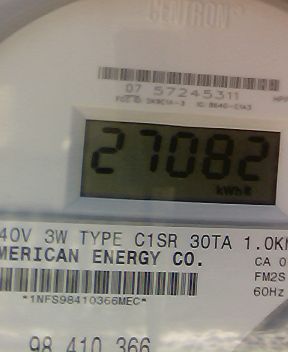 CENTRON®
07 57245311
27082
kWh
40V 3W TYPE C1SR 30TA 1.0K
MERICAN ENERGY CO.
CA 0
FM2S
*1NFS98410366MEC*
60Hz
98 410 366